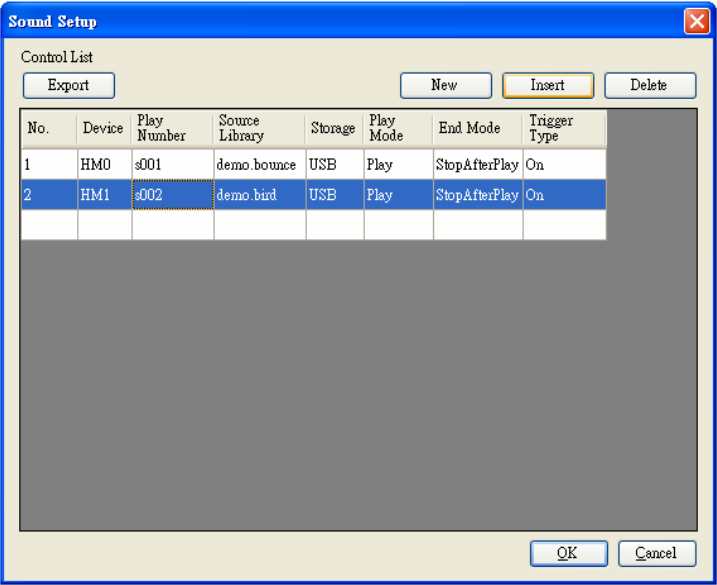 Sound Setup
Control List
Export New Insert Delete
No. Device Play Number Source Library Storage Play Mode End Mode Trigger Type
1 HM0 s001 demo.bounce USB Play StopAfterPlay On
2 HM1 s002 demo.bird USB Play StopAfterPlay On
OK Cancel